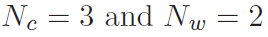 N_c = 3 and N_w = 2